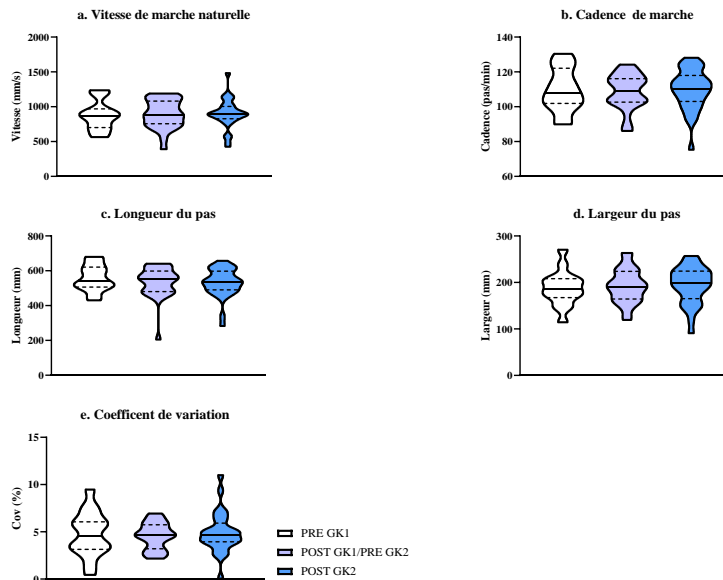 a. Vitesse de marche naturelle
2000
1500
1000
500
0
Vitesse (mm/s)
b. Cadence de marche
140
120
100
80
60
Cadence (pas/min)
c. Longueur du pas
800
600
400
200
0
Longueur (mm)
d. Largeur du pas
300
200
100
0
Largeur (mm)
e. Coefficent de variation
15
10
5
0
Cov (%)
PRE GK1
POST GK1/PRE GK2
POST GK2